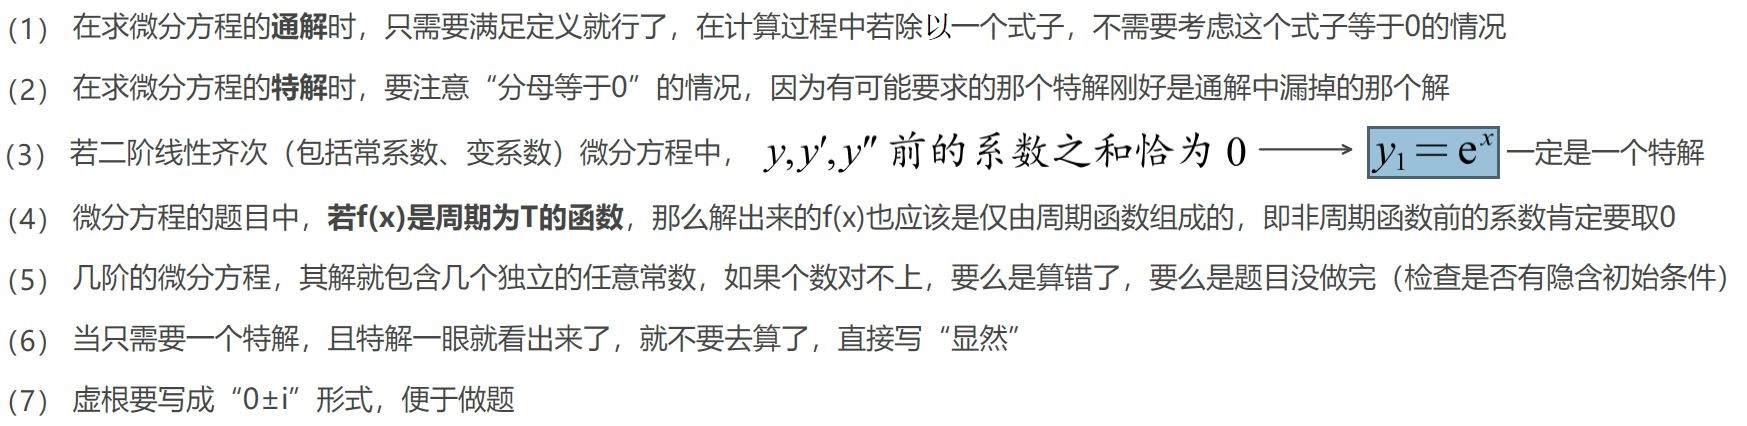 (1) 在求微分方程的通解时，只需要满足定义就行了，在计算过程中若除以一个式子，不需要考虑这个式子等于0的情况
(2) 在求微分方程的特解时，要注意“分母等于0”的情况，因为有可能要求的那个特解刚好是通解中漏掉的那个解
(3) 若二阶线性齐次（包括常系数、变系数）微分方程中， y,y′,y″ 前的系数之和恰为 0 → y₁＝eˣ 一定是一个特解
(4) 微分方程的题目中，若f(x)是周期为T的函数，那么解出来的f(x)也应该是仅由周期函数组成的，即非周期函数前的系数肯定要取0
(5) 几阶的微分方程，其解就包含几个独立的任意常数，如果个数对不上，要么是算错了，要么是题目没做完（检查是否有隐含初始条件）
(6) 当只需要一个特解，且特解一眼就看出来了，就不要去算了，直接写“显然”
(7) 虚根要写成“0±i”形式，便于做题